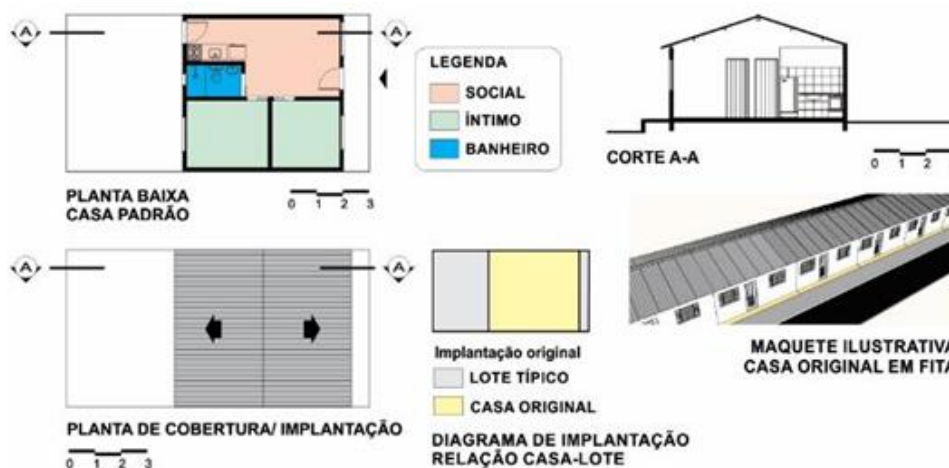 A
A
LEGENDA
SOCIAL
ÍNTIMO
BANHEIRO
PLANTA BAIXA
CASA PADRÃO
0 1 2 3
CORTE A-A
0 1 2
A
A
PLANTA DE COBERTURA/ IMPLANTAÇÃO
0 1 2 3
Implantação original
LOTE TÍPICO
CASA ORIGINAL
DIAGRAMA DE IMPLANTAÇÃO
RELAÇÃO CASA-LOTE
MAQUETE ILUSTRATIVA
CASA ORIGINAL EM FITA